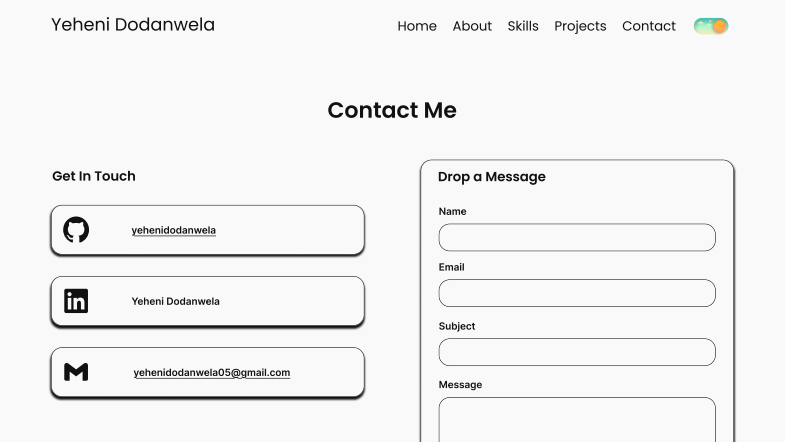 Yeheni Dodanwela
Home About Skills Projects Contact
Contact Me
Get In Touch
yehenidodanwela
Yeheni Dodanwela
yehenidodanwela05@gmail.com
Drop a Message
Name
Email
Subject
Message